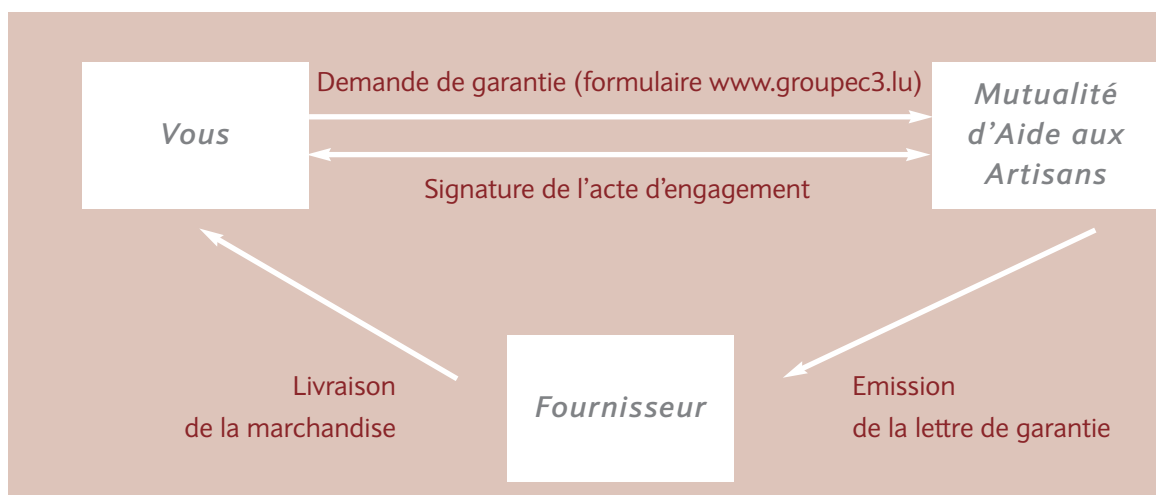 Demande de garantie (formulaire www.groupec3.lu)
Vous
Mutualité
d’Aide aux
Artisans
Signature de l’acte d’engagement
Livraison
de la marchandise
Fournisseur
Emission
de la lettre de garantie